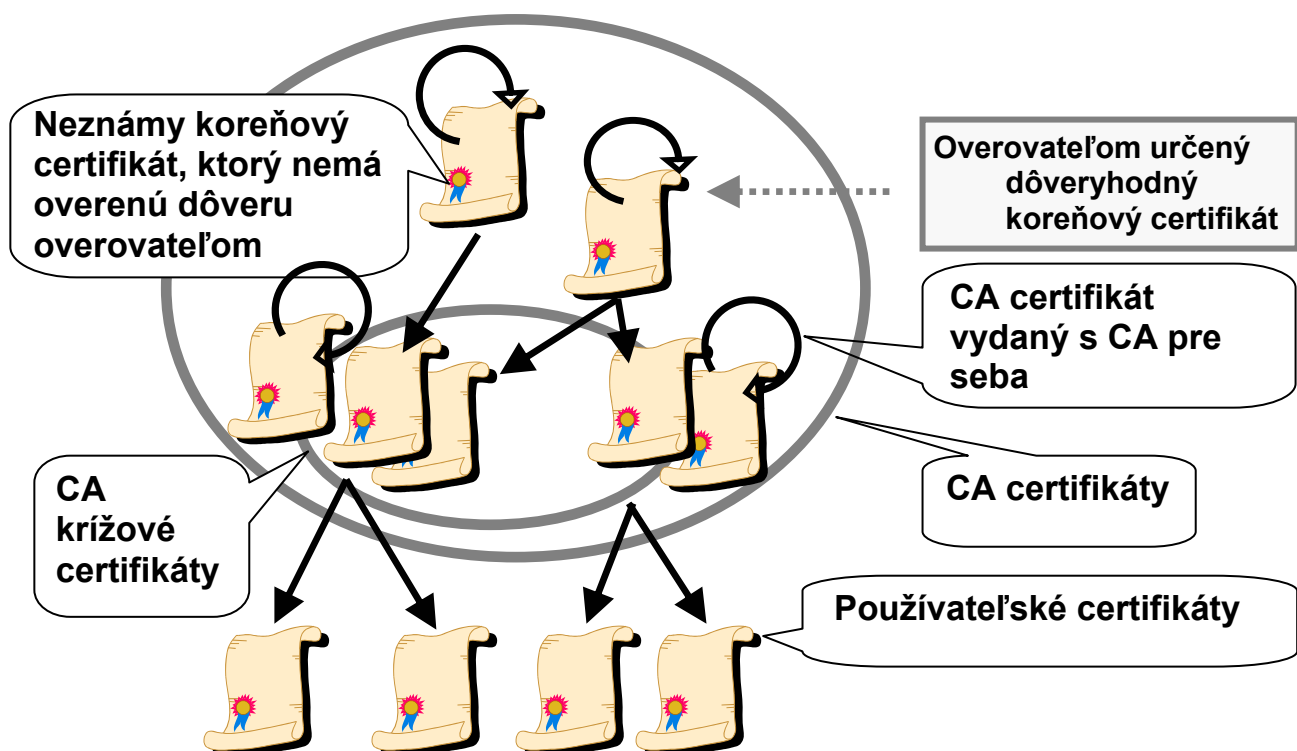 Neznámy koreňový
certifikát, ktorý nemá
overenú dôveru
overovateľom
Overovateľom určený
dôveryhodný
koreňový certifikát
CA certifikát
vydaný s CA pre
seba
CA certifikáty
CA
krížové
certifikáty
Používateľské certifikáty